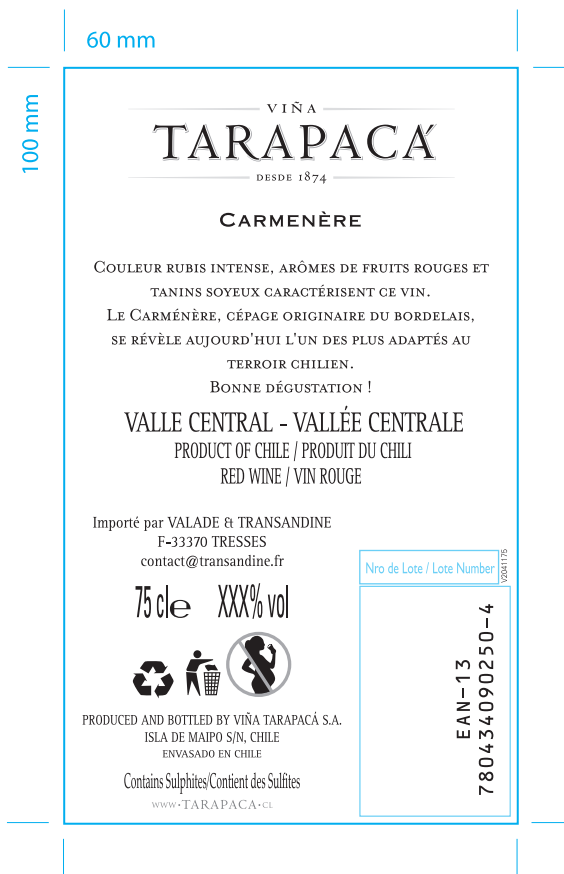 60 mm
100 mm
VIÑA
TARAPACÁ
DESDE 1874
CARMENÈRE
COULEUR RUBIS INTENSE, ARÔMES DE FRUITS ROUGES ET
TANINS SOYEUX CARACTÉRISENT CE VIN.
LE CARMÉNÈRE, CÉPAGE ORIGINAIRE DU BORDELAIS,
SE RÉVÈLE AUJOURD'HUI L'UN DES PLUS ADAPTÉS AU
TERROIR CHILIEN.
BONNE DÉGUSTATION !
VALLE CENTRAL - VALLÉE CENTRALE
PRODUCT OF CHILE / PRODUIT DU CHILI
RED WINE / VIN ROUGE
Importé par VALADE & TRANSANDINE
F-33370 TRESSES
contact@transandine.fr
75 cle XXX% vol
PRODUCED AND BOTTLED BY VIÑA TARAPACÁ S.A.
ISLA DE MAIPO S/N, CHILE
ENVASADO EN CHILE
Contains Sulphites/Contient des Sulfites
WWW•TARAPACA•CL
Nro de Lote / Lote Number
V2041175
EAN-13
780434090250-4